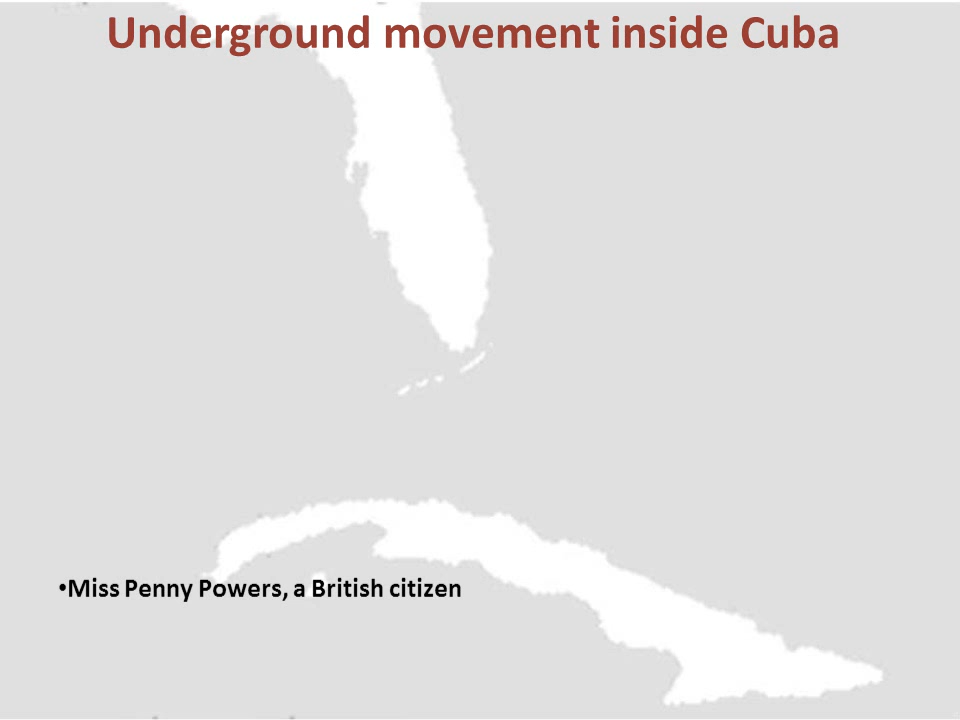 Underground movement inside Cuba
•Miss Penny Powers, a British citizen